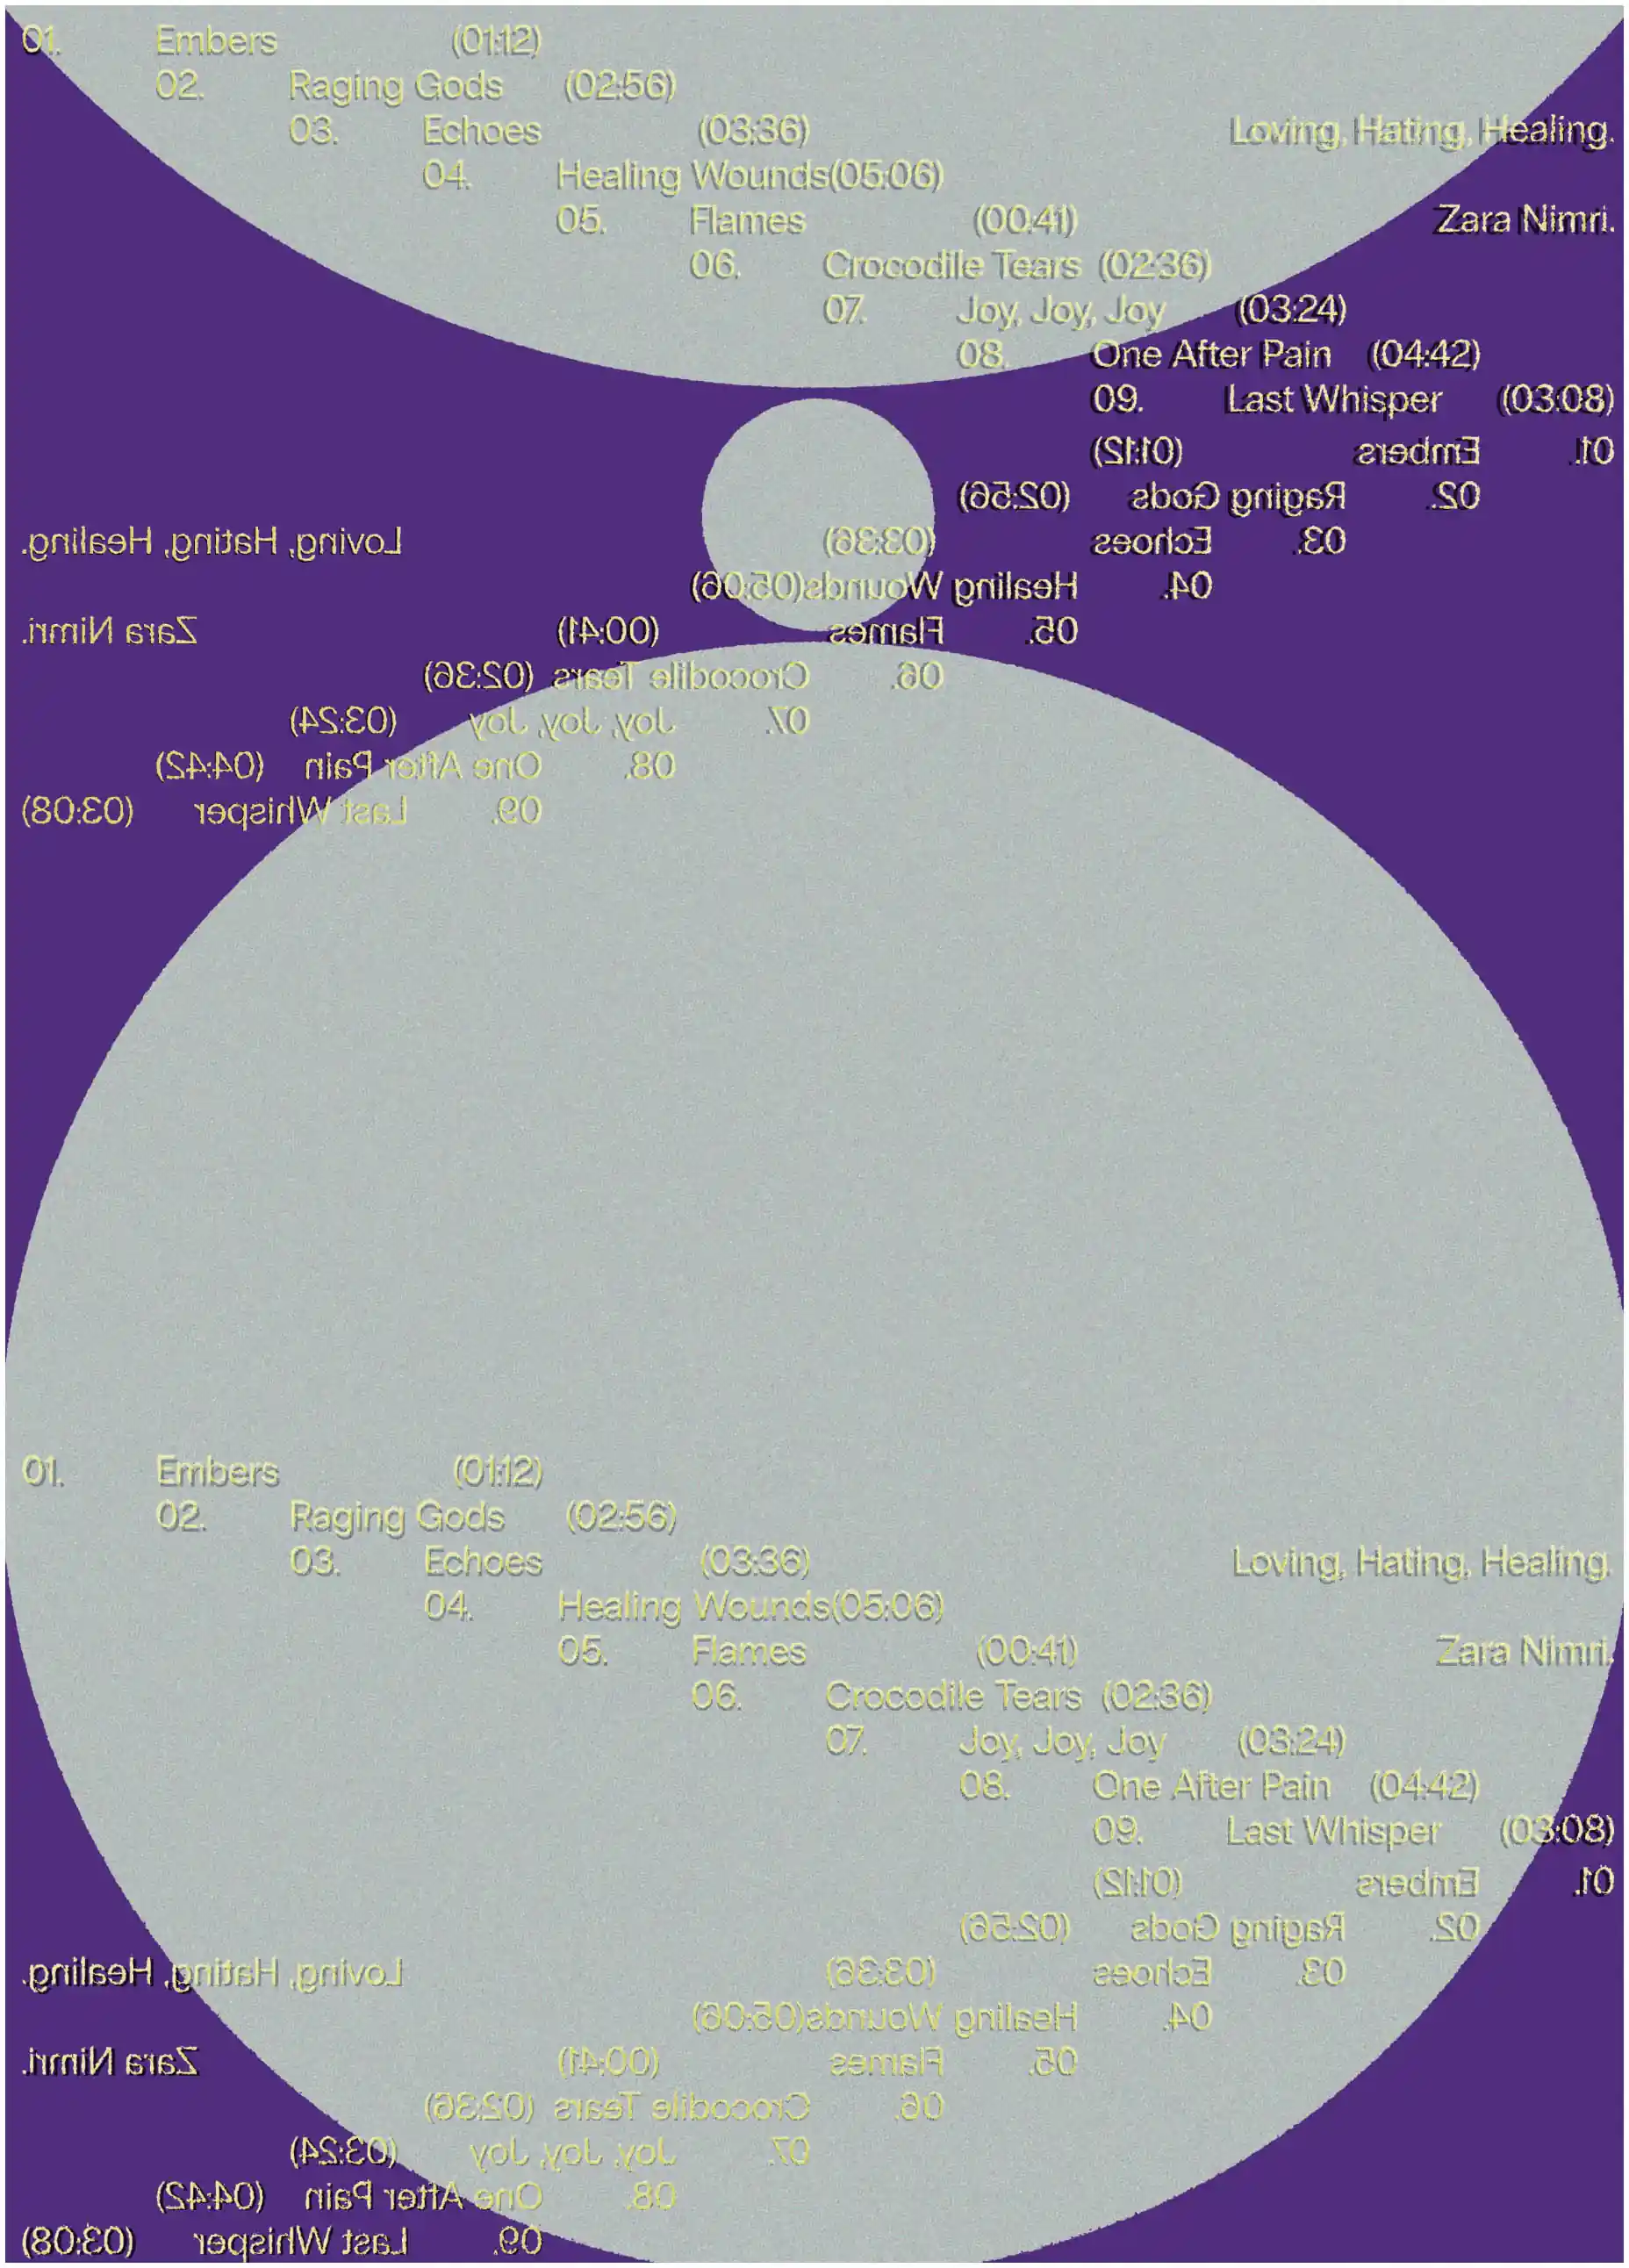 01. Embers (01:12)
02. Raging Gods (02:56)
03. Echoes (03:36) Loving, Hating, Healing.
04. Healing Wounds(05:06)
05. Flames (00:41) Zara Nimri.
06. Crocodile Tears (02:36)
07. Joy, Joy, Joy (03:24)
08. One After Pain (04:42)
09. Last Whisper (03:08)
01. Embers (01:12)
02. Raging Gods (02:56)
03. Echoes (03:36) Loving, Hating, Healing.
04. Healing Wounds(05:06)
05. Flames (00:41) Zara Nimri.
06. Crocodile Tears (02:36)
07. Joy, Joy, Joy (03:24)
08. One After Pain (04:42)
09. Last Whisper (03:08)
01. Embers (01:12)
02. Raging Gods (02:56)
03. Echoes (03:36) Loving, Hating, Healing.
04. Healing Wounds(05:06)
05. Flames (00:41) Zara Nimri.
06. Crocodile Tears (02:36)
07. Joy, Joy, Joy (03:24)
08. One After Pain (04:42)
09. Last Whisper (03:08)
01. Embers (01:12)
02. Raging Gods (02:56)
03. Echoes (03:36) Loving, Hating, Healing.
04. Healing Wounds(05:06)
05. Flames (00:41) Zara Nimri.
06. Crocodile Tears (02:36)
07. Joy, Joy, Joy (03:24)
08. One After Pain (04:42)
09. Last Whisper (03:08)